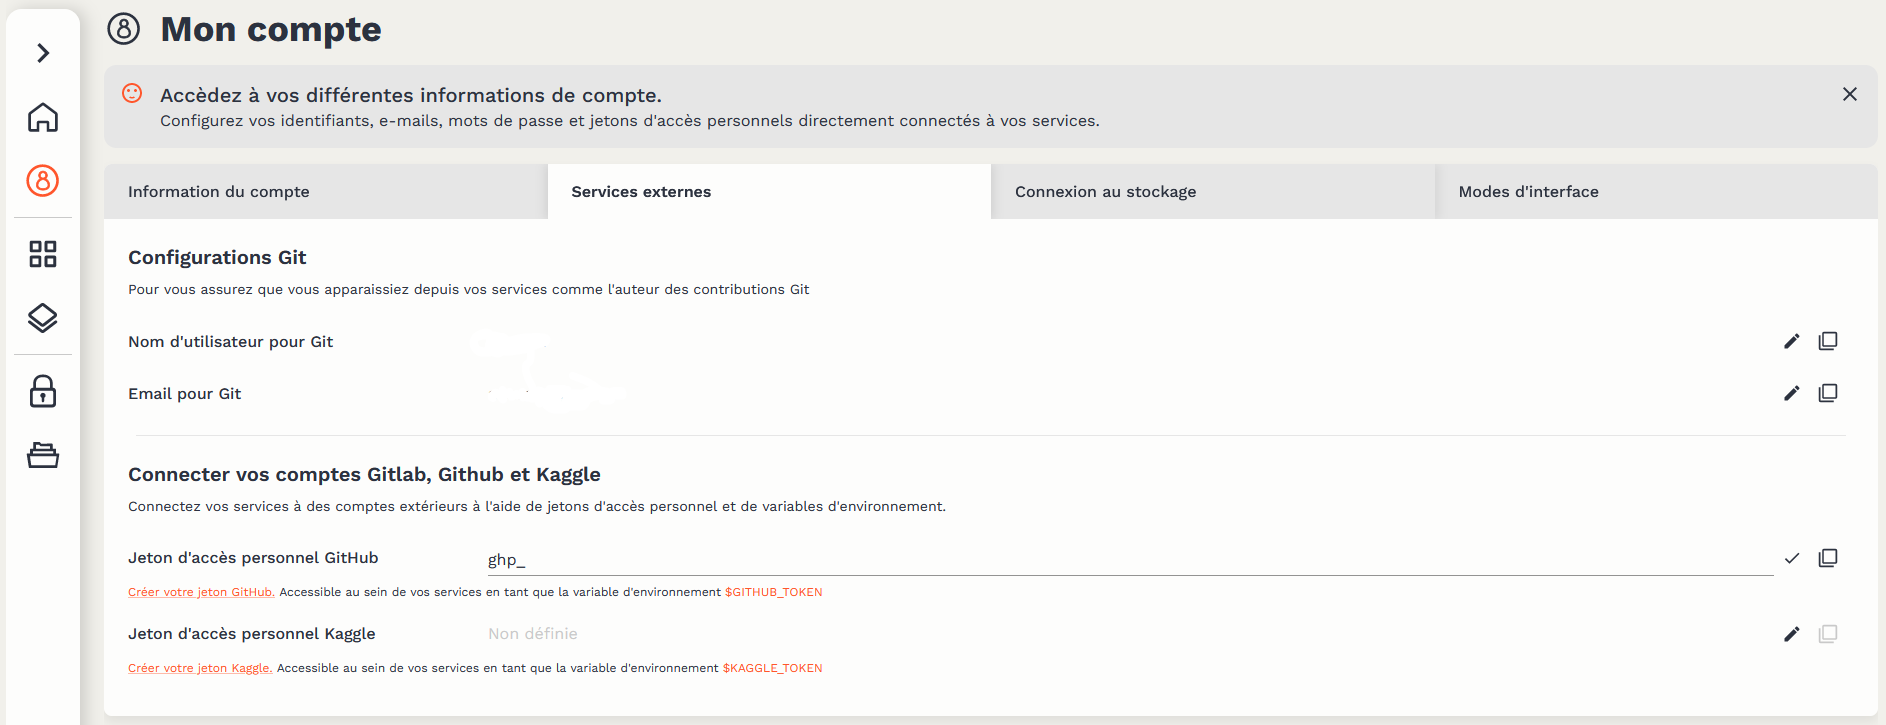 Mon compte
Accèdez à vos différentes informations de compte.
Configurez vos identifiants, e-mails, mots de passe et jetons d'accès personnels directement connectés à vos services.
Information du compte
Services externes
Connexion au stockage
Modes d'interface
Configurations Git
Pour vous assurez que vous apparaissiez depuis vos services comme l'auteur des contributions Git
Nom d'utilisateur pour Git
Email pour Git
Connecter vos comptes Gitlab, Github et Kaggle
Connectez vos services à des comptes extérieurs à l'aide de jetons d'accès personnel et de variables d'environnement.
Jeton d'accès personnel GitHub ghp_
Créer votre jeton GitHub. Accessible au sein de vos services en tant que la variable d'environnement $GITHUB_TOKEN
Jeton d'accès personnel Kaggle Non définie
Créer votre jeton Kaggle. Accessible au sein de vos services en tant que la variable d'environnement $KAGGLE_TOKEN